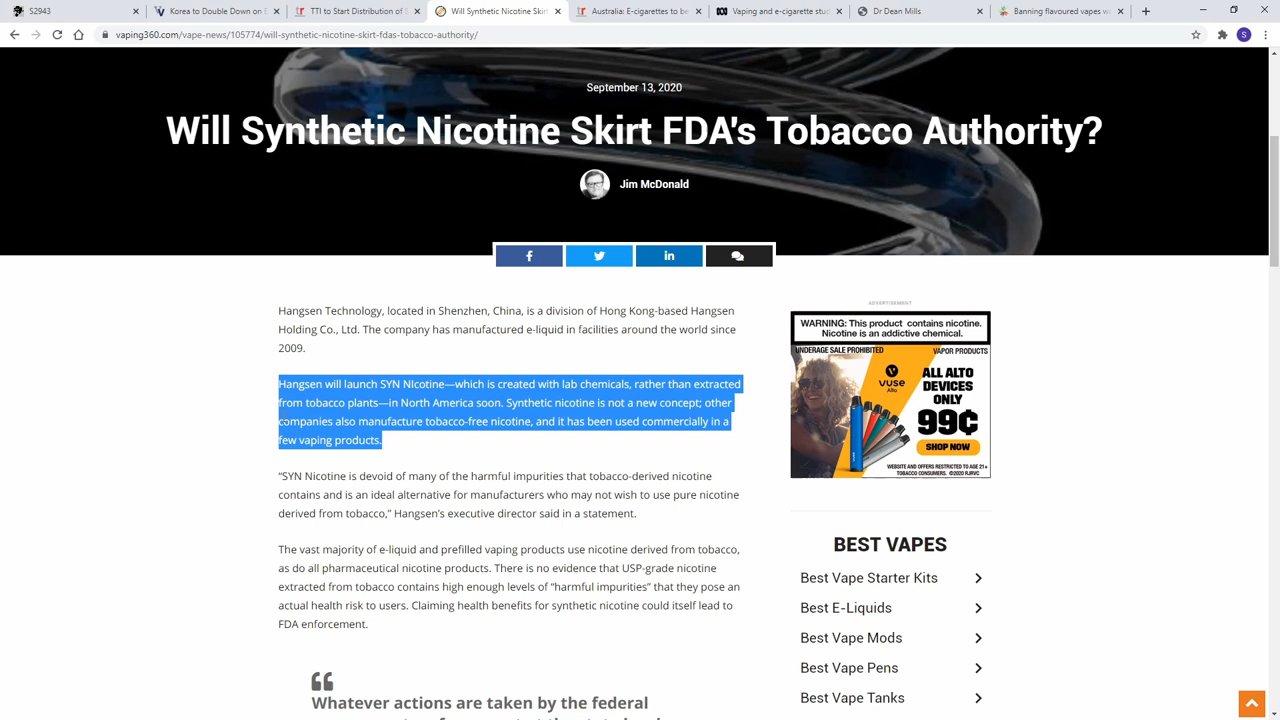 S2943
Korea to Double Down on
TTI to Start Distribution of S
Will Synthetic Nicotine Skirt
Australia: E-cigarettes to be
Vaping and e-cigarette stud
Dr Dean Mills
Banning flavoured vapes w
vaping360.com/vape-news/105774/will-synthetic-nicotine-skirt-fdas-tobacco-authority/
S
September 13, 2020
Will Synthetic Nicotine Skirt FDA's Tobacco Authority?
Jim McDonald
Hangsen Technology, located in Shenzhen, China, is a division of Hong Kong-based Hangsen
Holding Co., Ltd. The company has manufactured e-liquid in facilities around the world since
2009.
Hangsen will launch SYN NIcotine—which is created with lab chemicals, rather than extracted
from tobacco plants—in North America soon. Synthetic nicotine is not a new concept; other
companies also manufacture tobacco-free nicotine, and it has been used commercially in a
few vaping products.
“SYN Nicotine is devoid of many of the harmful impurities that tobacco-derived nicotine
contains and is an ideal alternative for manufacturers who may not wish to use pure nicotine
derived from tobacco,” Hangsen’s executive director said in a statement.
The vast majority of e-liquid and prefilled vaping products use nicotine derived from tobacco,
as do all pharmaceutical nicotine products. There is no evidence that USP-grade nicotine
extracted from tobacco contains high enough levels of “harmful impurities” that they pose an
actual health risk to users. Claiming health benefits for synthetic nicotine could itself lead to
FDA enforcement.
Whatever actions are taken by the federal
ADVERTISEMENT
WARNING: This product contains nicotine.
Nicotine is an addictive chemical.
UNDERAGE SALE PROHIBITED
VAPOR PRODUCTS
VUSE
Alto
ALL ALTO
DEVICES
ONLY
99¢
SHOP NOW
WEBSITE AND OFFERS RESTRICTED TO AGE 21+
TOBACCO CONSUMERS. ©2020 RJRVC
BEST VAPES
Best Vape Starter Kits
Best E-Liquids
Best Vape Mods
Best Vape Pens
Best Vape Tanks